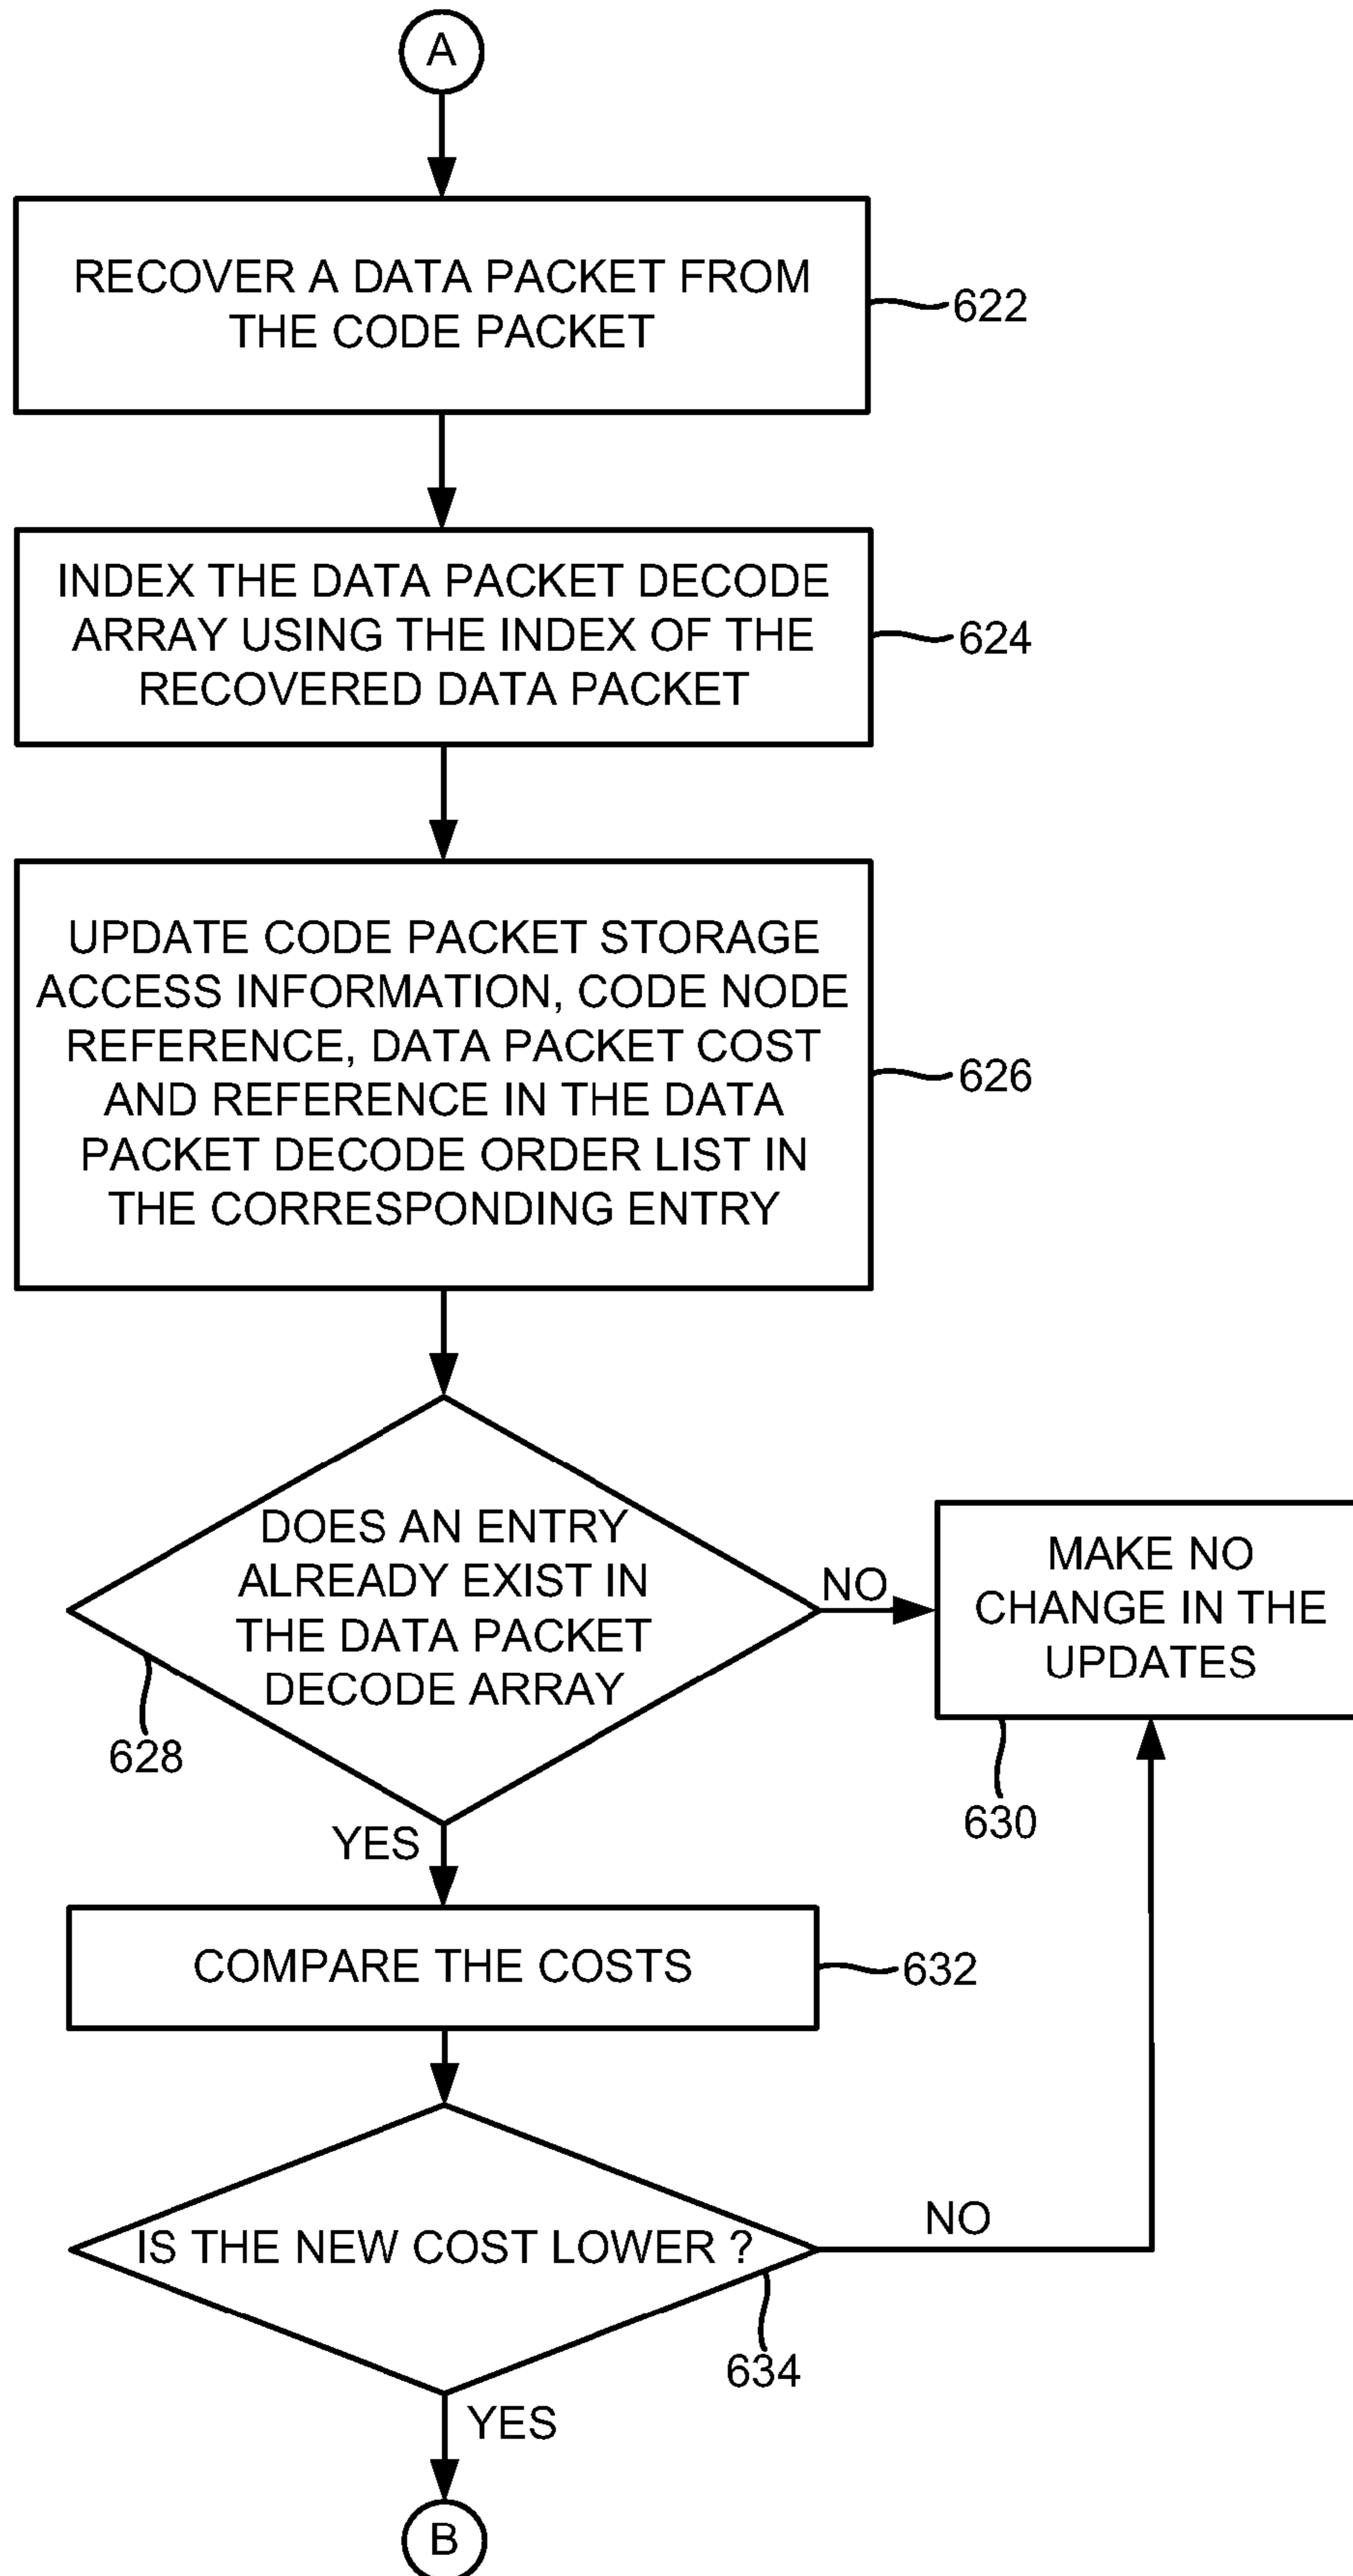 A
RECOVER A DATA PACKET FROM
THE CODE PACKET
622
INDEX THE DATA PACKET DECODE
ARRAY USING THE INDEX OF THE
RECOVERED DATA PACKET
624
UPDATE CODE PACKET STORAGE
ACCESS INFORMATION, CODE NODE
REFERENCE, DATA PACKET COST
AND REFERENCE IN THE DATA
PACKET DECODE ORDER LIST IN
THE CORRESPONDING ENTRY
626
DOES AN ENTRY
ALREADY EXIST IN
THE DATA PACKET
DECODE ARRAY
628
NO
MAKE NO
CHANGE IN THE
UPDATES
630
YES
COMPARE THE COSTS
632
IS THE NEW COST LOWER ?
634
NO
YES
B